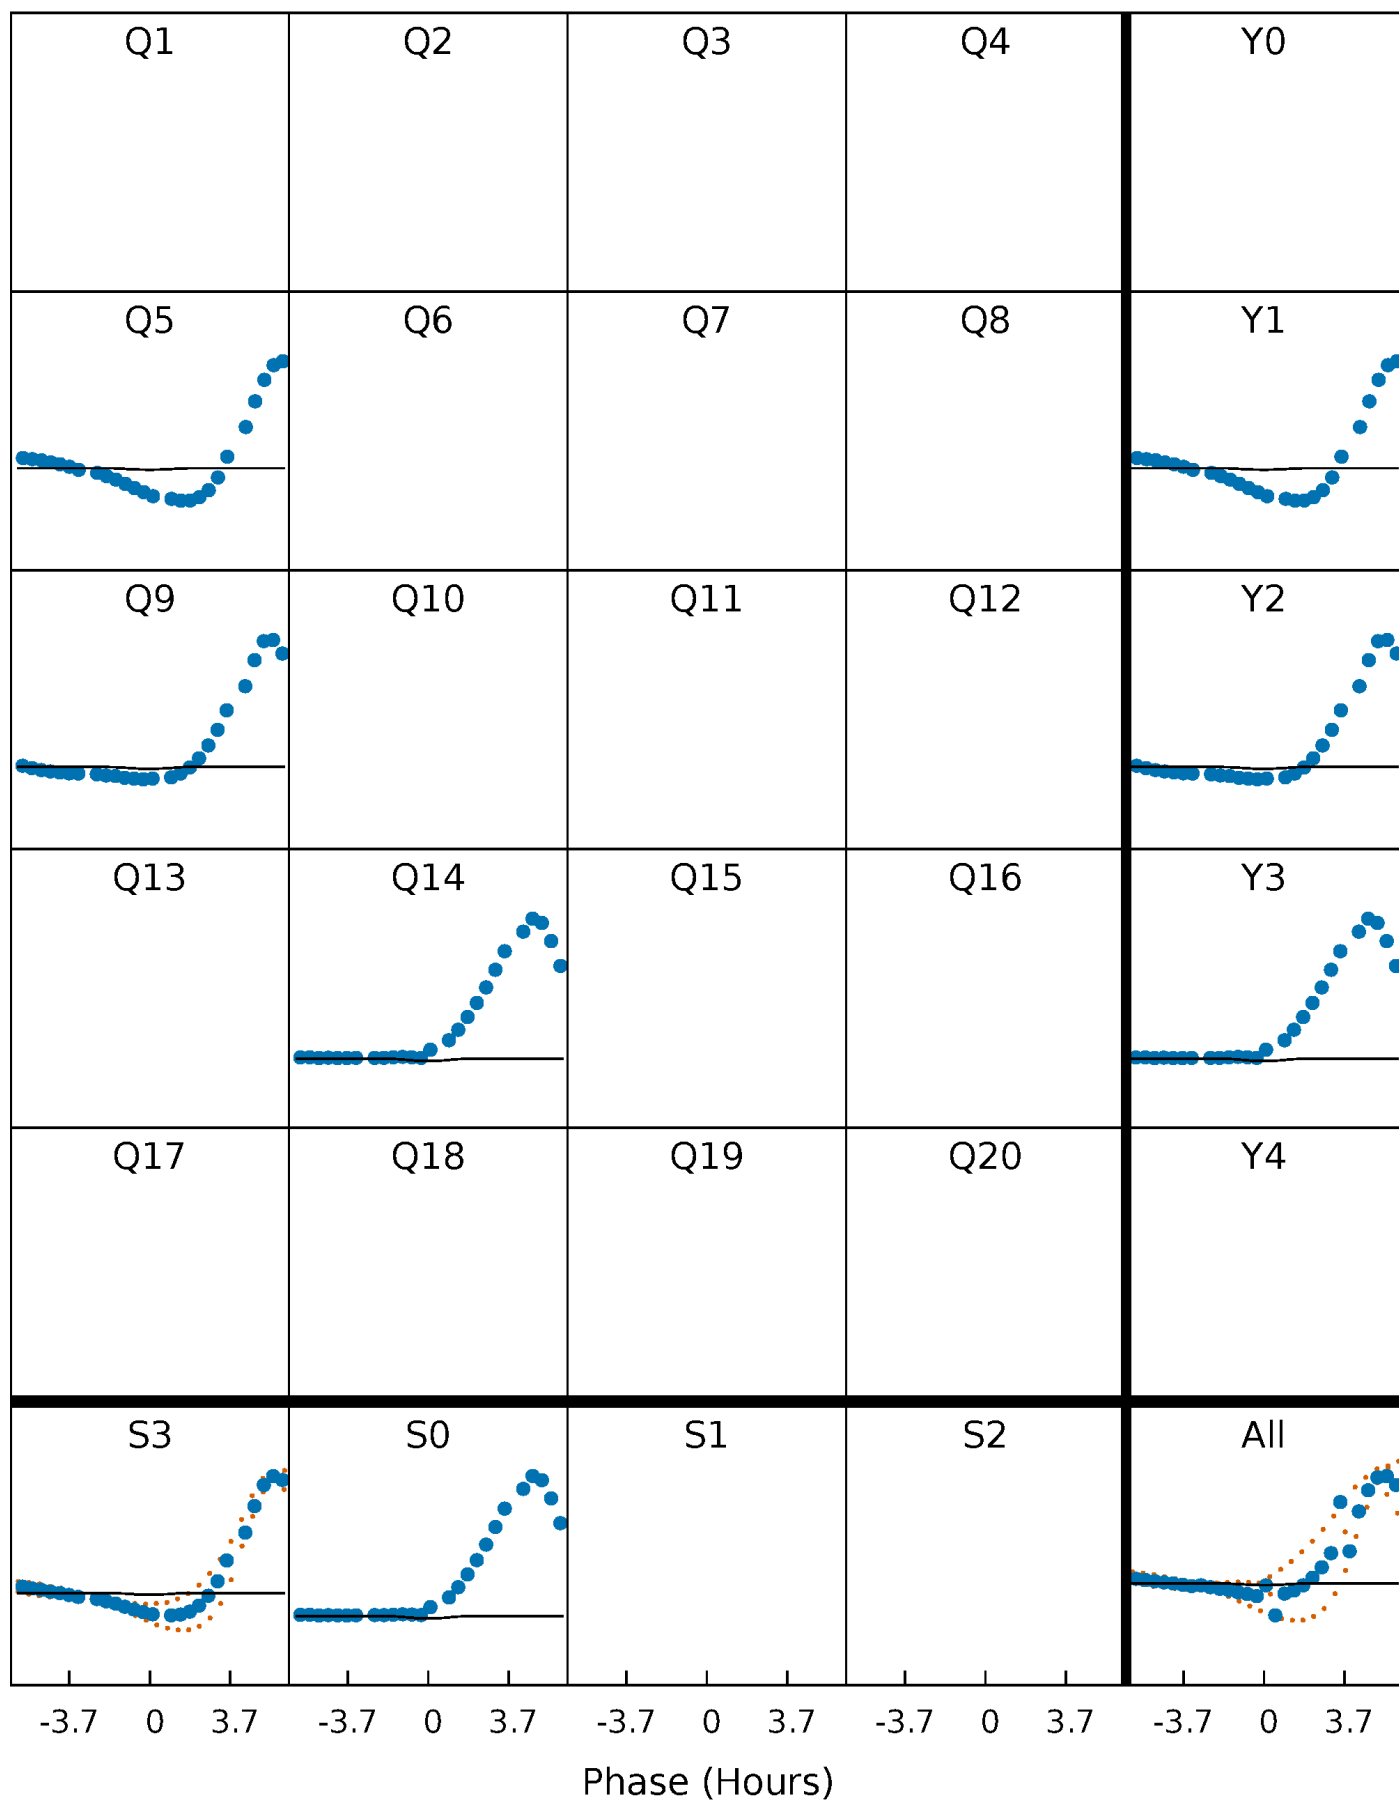 Q1 Q2 Q3 Q4 Y0
Q5 Q6 Q7 Q8 Y1
Q9 Q10 Q11 Q12 Y2
Q13 Q14 Q15 Q16 Y3
Q17 Q18 Q19 Q20 Y4
S3 S0 S1 S2 All
-3.7 0 3.7 -3.7 0 3.7 -3.7 0 3.7 -3.7 0 3.7 -3.7 0 3.7
Phase (Hours)